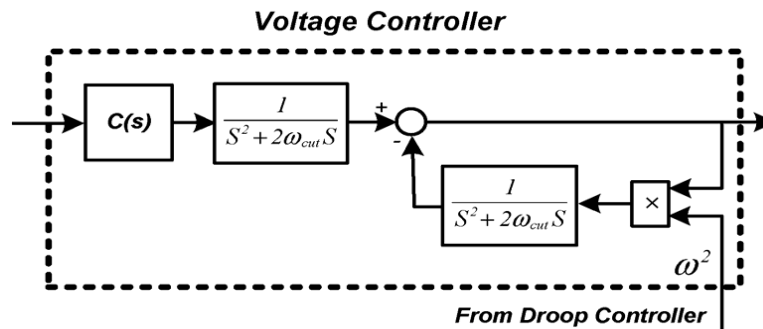 Voltage Controller
C(s)
1
S² + 2ω_cut S
+
-
1
S² + 2ω_cut S
×
ω²
From Droop Controller